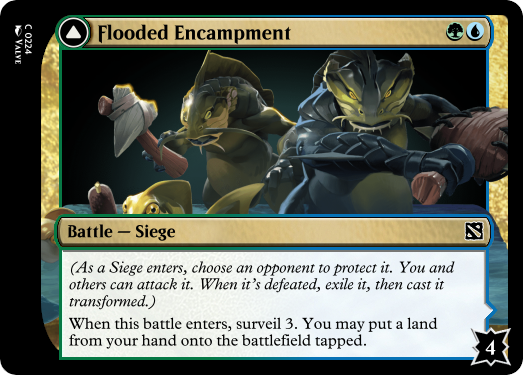 Flooded Encampment
C 0224
VALVE
Battle — Siege
(As a Siege enters, choose an opponent to protect it. You and
others can attack it. When it's defeated, exile it, then cast it
transformed.)
When this battle enters, surveil 3. You may put a land
from your hand onto the battlefield tapped.
4